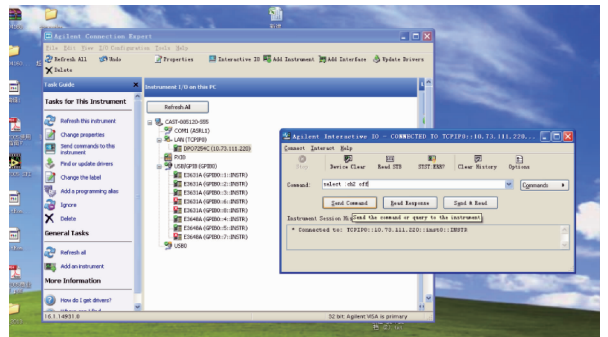 Agilent Connection Expert
File Edit View I/O Configuration Tools Help
Refresh All Undo Properties Interactive IO Add Instrument Add Interface Update Drivers
Delete
Task Guide
Instrument I/O on this PC
Tasks for This Instrument
Refresh All
Refresh this instrument
Change properties
Send commands to this instrument
Find or update drivers
Change the label
Add a programming alias
Ignore
Delete
General Tasks
Refresh all
Add an instrument
More Information
How do I get drivers?
COM1 (ASRL1)
LAN (TCPIP0)
DPO7254C (10.73.111.220)
PXI0
USB/GPIB (GPIB0)
E3631A (GPIB0::1::INSTR)
E3631A (GPIB0::2::INSTR)
E3631A (GPIB0::3::INSTR)
E3648A (GPIB0::4::INSTR)
E3648A (GPIB0::5::INSTR)
E3648A (GPIB0::6::INSTR)
E3648A (GPIB0::7::INSTR)
USB0
16.1.14931.0
32 bit: Agilent VISA is primary
Agilent Interactive IO - CONNECTED TO TCPIP0::10.73.111.220...
Connect Interact Help
Stop Device Clear Read STB SYST:ERR? Clear History Options
Command: select :ch2 off
Commands
Send Command Read Response Send & Read
Send the command or query to the instrument
* Connected to: TCPIP0::10.73.111.220::inst0::INSTR